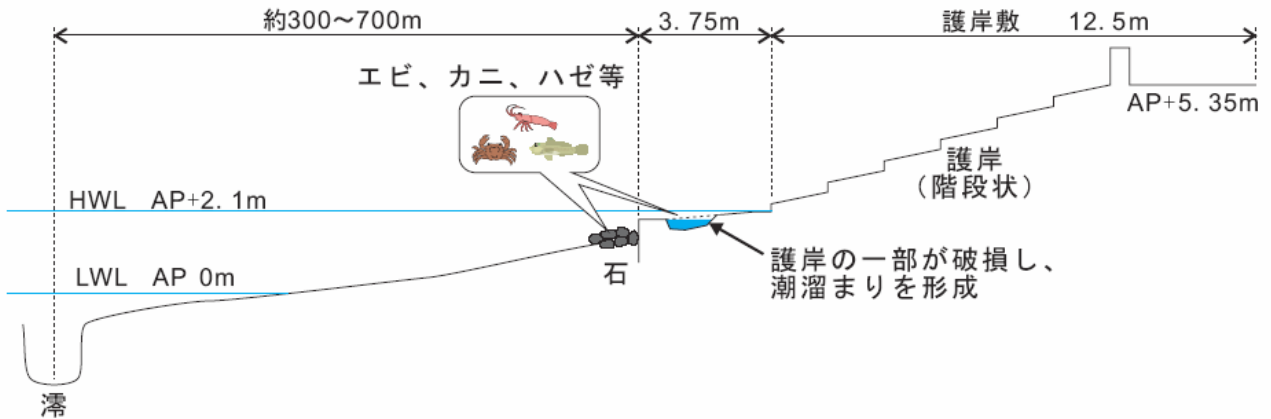 約300～700m
3.75m
護岸敷 12.5m
エビ、カニ、ハゼ等
AP+5.35m
護岸
（階段状）
HWL AP+2.1m
石
護岸の一部が破損し、
潮溜まりを形成
LWL AP 0m
澪